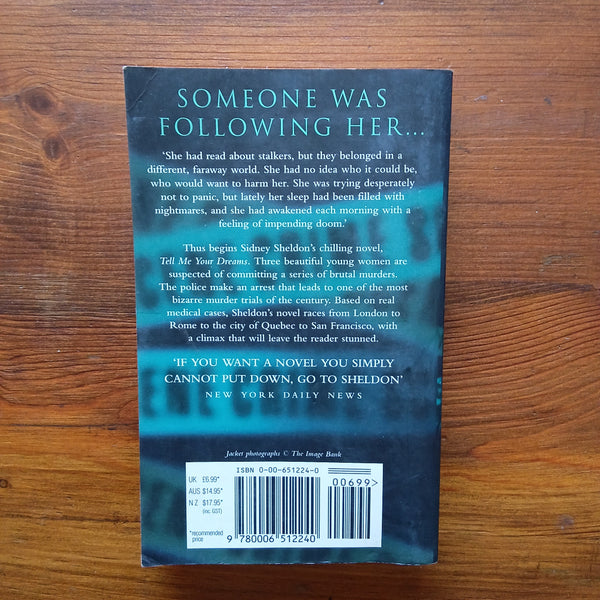 SOMEONE WAS
FOLLOWING HER...
‘She had read about stalkers, but they belonged in a
different, faraway world. She had no idea who it could be,
who would want to harm her. She was trying desperately
not to panic, but lately her sleep had been filled with
nightmares, and she had awakened each morning with a
feeling of impending doom.’
Thus begins Sidney Sheldon’s chilling novel,
Tell Me Your Dreams. Three beautiful young women are
suspected of committing a series of brutal murders.
The police make an arrest that leads to one of the most
bizarre murder trials of the century. Based on real
medical cases, Sheldon’s novel races from London to
Rome to the city of Quebec to San Francisco, with
a climax that will leave the reader stunned.
‘IF YOU WANT A NOVEL YOU SIMPLY
CANNOT PUT DOWN, GO TO SHELDON’
NEW YORK DAILY NEWS
Jacket photographs © The Image Bank
ISBN 0-00-651224-0
UK £6.99*
AUS $14.95*
NZ $17.95*
(inc. GST)
*recommended
price
00699>
9 780006 512240